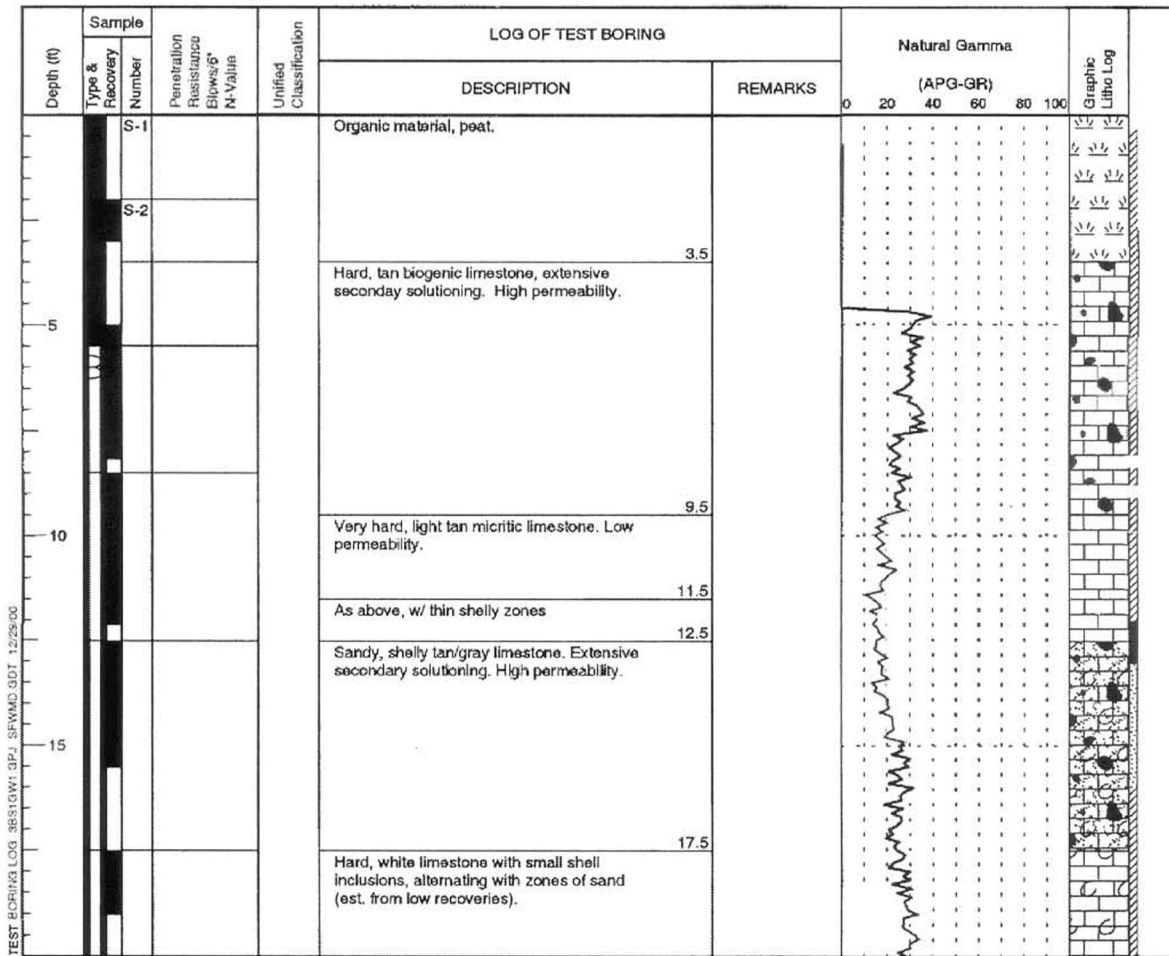 Depth (ft)
Sample
Type &
Recovery
Number
Penetration
Resistance
Blows/6"
N-Value
Unified
Classification
LOG OF TEST BORING
DESCRIPTION
REMARKS
Natural Gamma
(APG-GR)
0 20 40 60 80 100
Graphic
Litho Log
S-1
Organic material, peat.
S-2
3.5
Hard, tan biogenic limestone, extensive
seconday solutioning. High permeability.
5
9.5
Very hard, light tan micritic limestone. Low
permeability.
10
11.5
As above, w/ thin shelly zones
12.5
Sandy, shelly tan/gray limestone. Extensive
secondary solutioning. High permeability.
15
17.5
Hard, white limestone with small shell
inclusions, alternating with zones of sand
(est. from low recoveries).
TEST BORING LOG 3BS1GW1.GPJ SFWMD.GDT 12/29/00